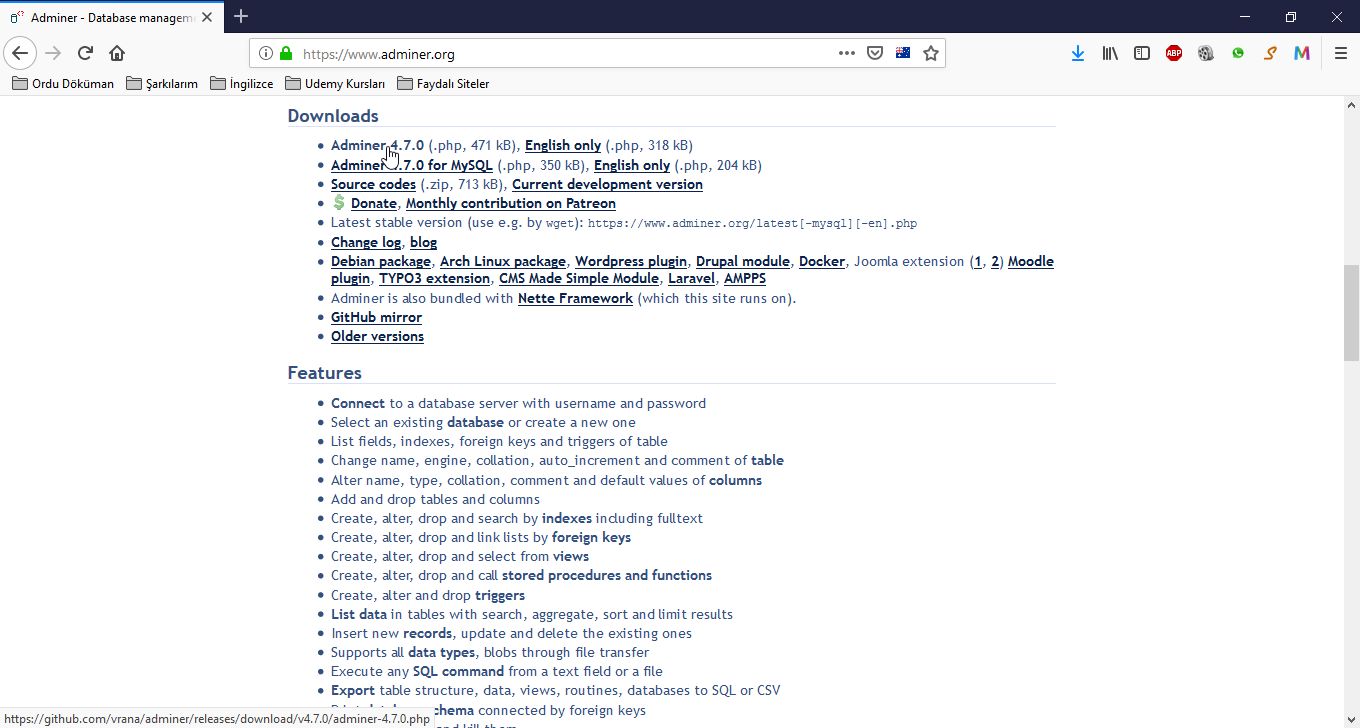 Adminer - Database managem
https://www.adminer.org
ABP
Ordu Döküman Şarkılarım İngilizce Udemy Kursları Faydalı Siteler
Downloads
Adminer 4.7.0 (.php, 471 kB), English only (.php, 318 kB)
Adminer 4.7.0 for MySQL (.php, 350 kB), English only (.php, 204 kB)
Source codes (.zip, 713 kB), Current development version
Donate, Monthly contribution on Patreon
Latest stable version (use e.g. by wget): https://www.adminer.org/latest[-mysql][-en].php
Change log, blog
Debian package, Arch Linux package, Wordpress plugin, Drupal module, Docker, Joomla extension (1, 2) Moodle
plugin, TYPO3 extension, CMS Made Simple Module, Laravel, AMPPS
Adminer is also bundled with Nette Framework (which this site runs on).
GitHub mirror
Older versions
Features
Connect to a database server with username and password
Select an existing database or create a new one
List fields, indexes, foreign keys and triggers of table
Change name, engine, collation, auto_increment and comment of table
Alter name, type, collation, comment and default values of columns
Add and drop tables and columns
Create, alter, drop and search by indexes including fulltext
Create, alter, drop and link lists by foreign keys
Create, alter, drop and select from views
Create, alter, drop and call stored procedures and functions
Create, alter and drop triggers
List data in tables with search, aggregate, sort and limit results
Insert new records, update and delete the existing ones
Supports all data types, blobs through file transfer
Execute any SQL command from a text field or a file
Export table structure, data, views, routines, databases to SQL or CSV
connected by foreign keys
https://github.com/vrana/adminer/releases/download/v4.7.0/adminer-4.7.0.php